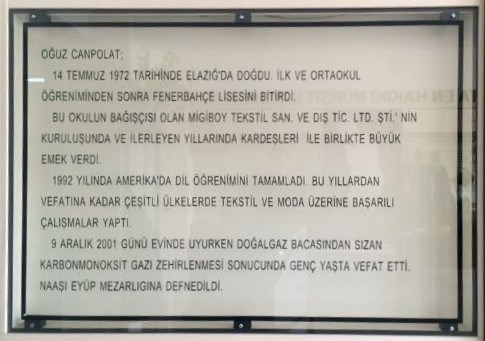 OĞUZ CANPOLAT;
14 TEMMUZ 1972 TARİHİNDE ELAZIĞ'DA DOĞDU. İLK VE ORTAOKUL
ÖĞRENİMİNDEN SONRA FENERBAHÇE LİSESİNİ BİTİRDİ.
BU OKULUN BAĞIŞÇISI OLAN MİGİBOY TEKSTİL SAN. VE DIŞ TİC. LTD. ŞTİ.' NİN
KURULUŞUNDA VE İLERLEYEN YILLARINDA KARDEŞLERİ İLE BİRLİKTE BÜYÜK
EMEK VERDİ.
1992 YILINDA AMERİKA'DA DİL ÖĞRENİMİNİ TAMAMLADI. BU YILLARDAN
VEFATINA KADAR ÇEŞİTLİ ÜLKELERDE TEKSTİL VE MODA ÜZERİNE BAŞARILI
ÇALIŞMALAR YAPTI.
9 ARALIK 2001 GÜNÜ EVİNDE UYURKEN DOĞALGAZ BACASINDAN SIZAN
KARBONMONOKSİT GAZI ZEHİRLENMESİ SONUCUNDA GENÇ YAŞTA VEFAT ETTİ.
NAAŞI EYÜP MEZARLIGINA DEFNEDİLDİ.